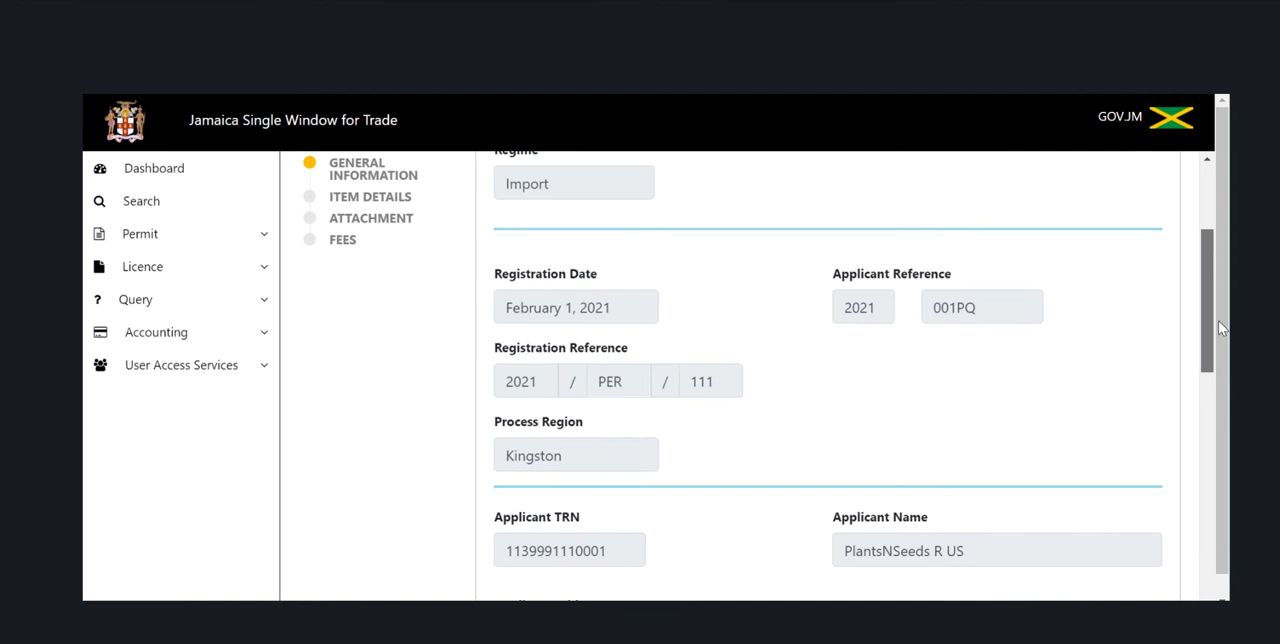 Jamaica Single Window for Trade
GOV.JM
Dashboard
Search
Permit
Licence
? Query
Accounting
User Access Services
GENERAL
INFORMATION
ITEM DETAILS
ATTACHMENT
FEES
Regime
Import
Registration Date
Applicant Reference
February 1, 2021
2021 001PQ
Registration Reference
2021 / PER / 111
Process Region
Kingston
Applicant TRN
Applicant Name
1139991110001
PlantsNSeeds R US